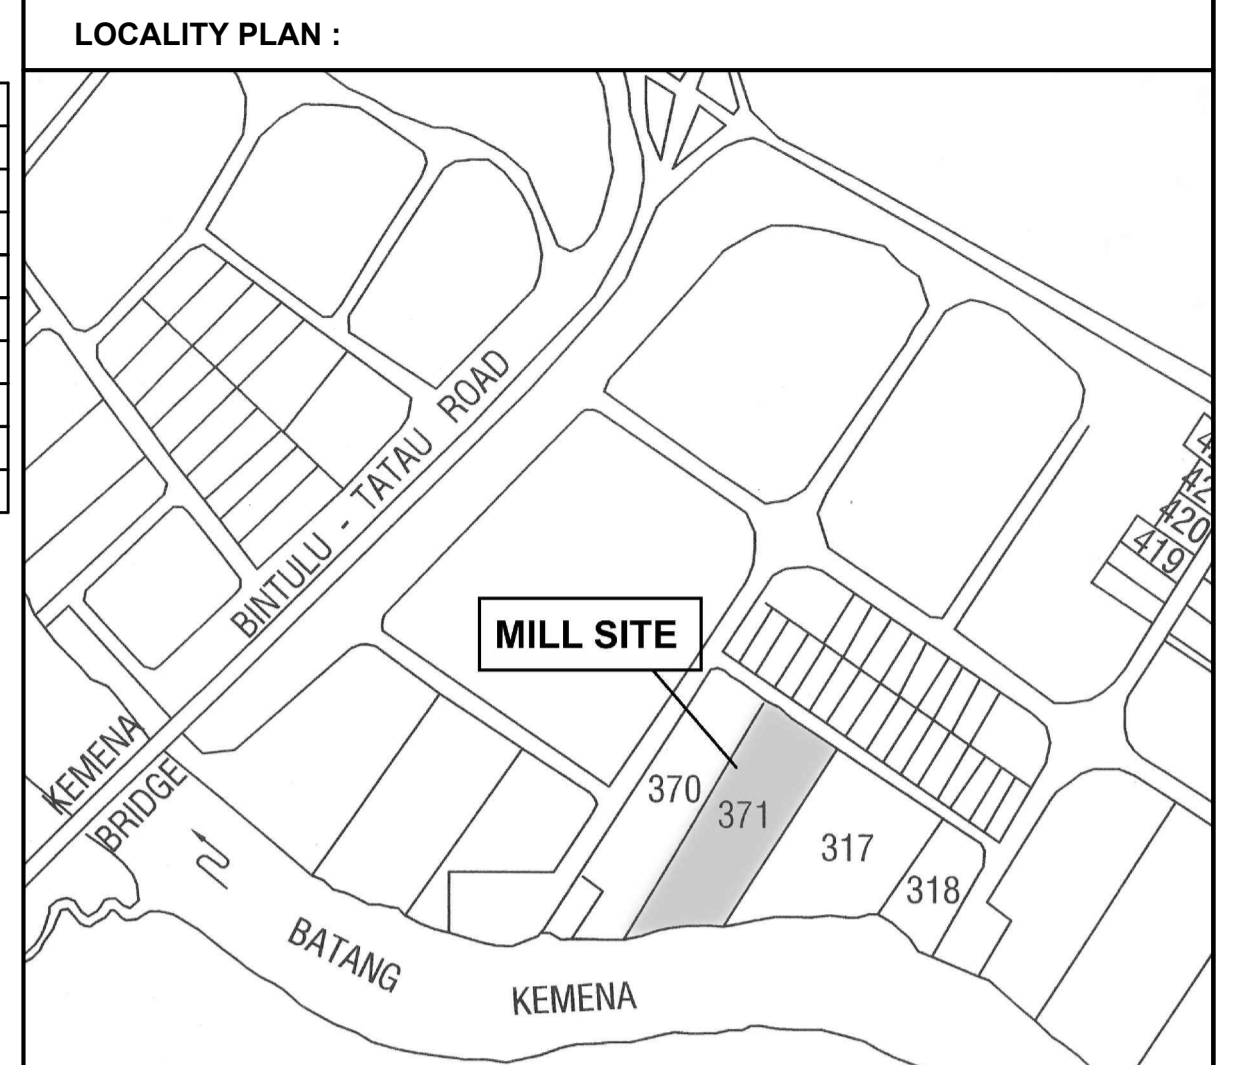 LOCALITY PLAN :
BINTULU - TATAU ROAD
420
419
MILL SITE
KEMENA
BRIDGE
370
371
317
318
BATANG
KEMENA